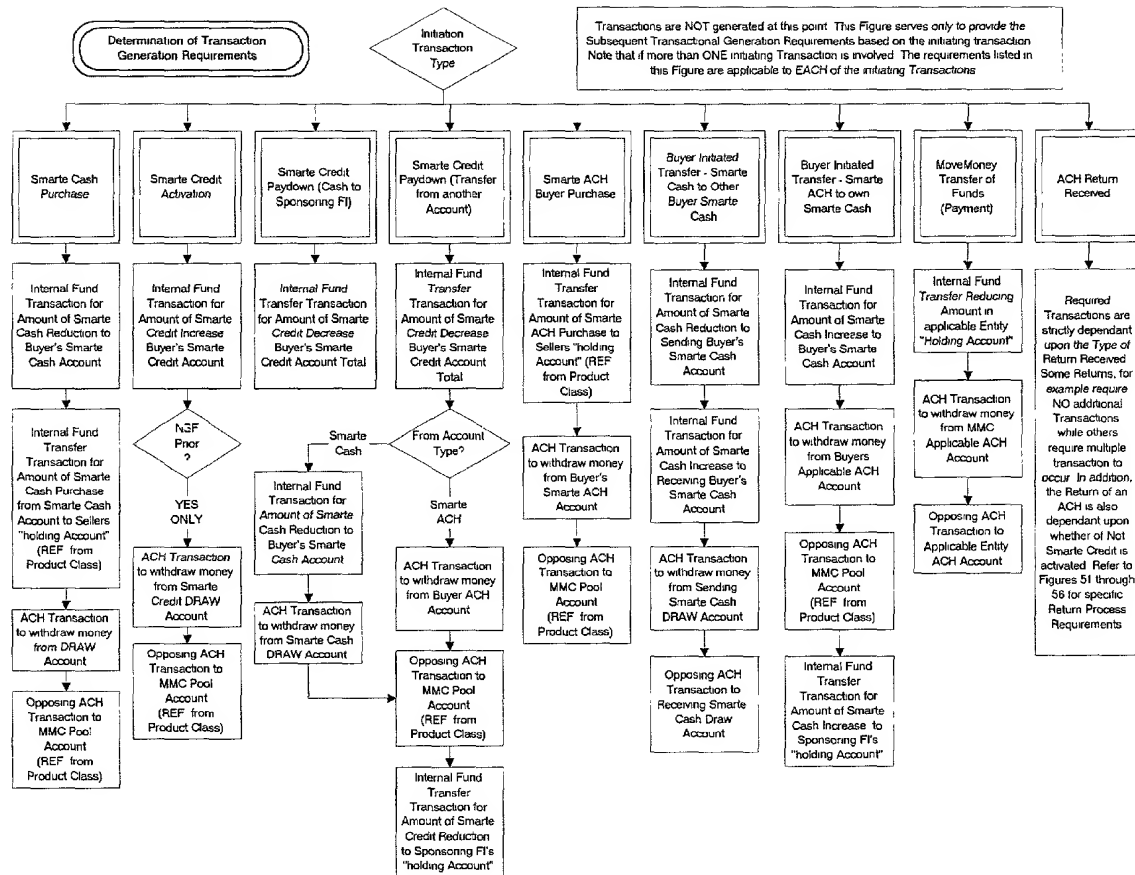 Determination of Transaction
Generation Requirements
Initiation
Transaction
Type
Transactions are NOT generated at this point This Figure serves only to provide the
Subsequent Transactional Generation Requirements based on the initiating transaction
Note that if more than ONE initiating Transaction is involved The requirements listed in
this Figure are applicable to EACH of the initiating Transactions
Smarte Cash
Purchase
Smarte Credit
Activation
Smarte Credit
Paydown (Cash to
Sponsoring FI)
Smarte Credit
Paydown (Transfer
from another
Account)
Smarte ACH
Buyer Purchase
Buyer Initiated
Transfer - Smarte
Cash to Other
Buyer Smarte
Cash
Buyer Initiated
Transfer - Smarte
ACH to own
Smarte Cash
MoveMoney
Transfer of
Funds
(Payment)
ACH Return
Received
Internal Fund
Transaction for
Amount of Smarte
Cash Reduction to
Buyer's Smarte
Cash Account
Internal Fund
Transfer
Transaction for
Amount of Smarte
Cash Purchase
from Smarte Cash
Account to Sellers
"holding Account"
(REF from
Product Class)
ACH Transaction
to withdraw money
from DRAW
Account
Opposing ACH
Transaction to
MMC Pool
Account
(REF from
Product Class)
Internal Fund
Transaction for
Amount of Smarte
Credit Increase
Buyer's Smarte
Credit Account
NSF
Prior
?
YES
ONLY
ACH Transaction
to withdraw money
from Smarte
Credit DRAW
Account
Opposing ACH
Transaction to
MMC Pool
Account
(REF from
Product Class)
Internal Fund
Transfer Transaction
for Amount of Smarte
Credit Decrease
Buyer's Smarte
Credit Account Total
Internal Fund
Transfer
Transaction for
Amount of Smarte
Credit Decrease
Buyer's Smarte
Credit Account
Total
From Account
Type?
Smarte
Cash
Internal Fund
Transaction for
Amount of Smarte
Cash Reduction to
Buyer's Smarte
Cash Account
ACH Transaction
to withdraw money
from Smarte Cash
DRAW Account
Smarte
ACH
ACH Transaction
to withdraw money
from Buyer ACH
Account
Opposing ACH
Transaction to
MMC Pool
Account
(REF from
Product Class)
Internal Fund
Transfer
Transaction for
Amount of Smarte
Credit Reduction
to Sponsoring FI's
"holding Account"
Internal Fund
Transfer
Transaction for
Amount of Smarte
ACH Purchase to
Sellers "holding
Account" (REF
from Product
Class)
ACH Transaction
to withdraw money
from Buyer's
Smarte ACH
Account
Opposing ACH
Transaction to
MMC Pool
Account
(REF from
Product Class)
Internal Fund
Transaction for
Amount of Smarte
Cash Reduction to
Sending Buyer's
Smarte Cash
Account
Internal Fund
Transaction for
Amount of Smarte
Cash Increase to
Receiving Buyer's
Smarte Cash
Account
ACH Transaction
to withdraw money
from Sending
Smarte Cash
DRAW Account
Opposing ACH
Transaction to
Receiving Smarte
Cash Draw
Account
Internal Fund
Transaction for
Amount of Smarte
Cash Increase to
Buyer's Smarte
Cash Account
ACH Transaction
to withdraw money
from Buyers
Applicable ACH
Account
Opposing ACH
Transaction to
MMC Pool
Account
(REF from
Product Class)
Internal Fund
Transfer
Transaction for
Amount of Smarte
Cash Increase to
Sponsoring FI's
"holding Account"
Internal Fund
Transfer Reducing
Amount in
applicable Entity
"Holding Account"
ACH Transaction
to withdraw money
from MMC
Applicable ACH
Account
Opposing ACH
Transaction to
Applicable Entity
ACH Account
Required
Transactions are
strictly dependant
upon the Type of
Return Received
Some Returns, for
example require
NO additional
Transactions
while others
require multiple
transaction to
occur In addition,
the Return of an
ACH is also
dependant upon
whether of Not
Smarte Credit is
activated Refer to
Figures 51 through
56 for specific
Return Process
Requirements